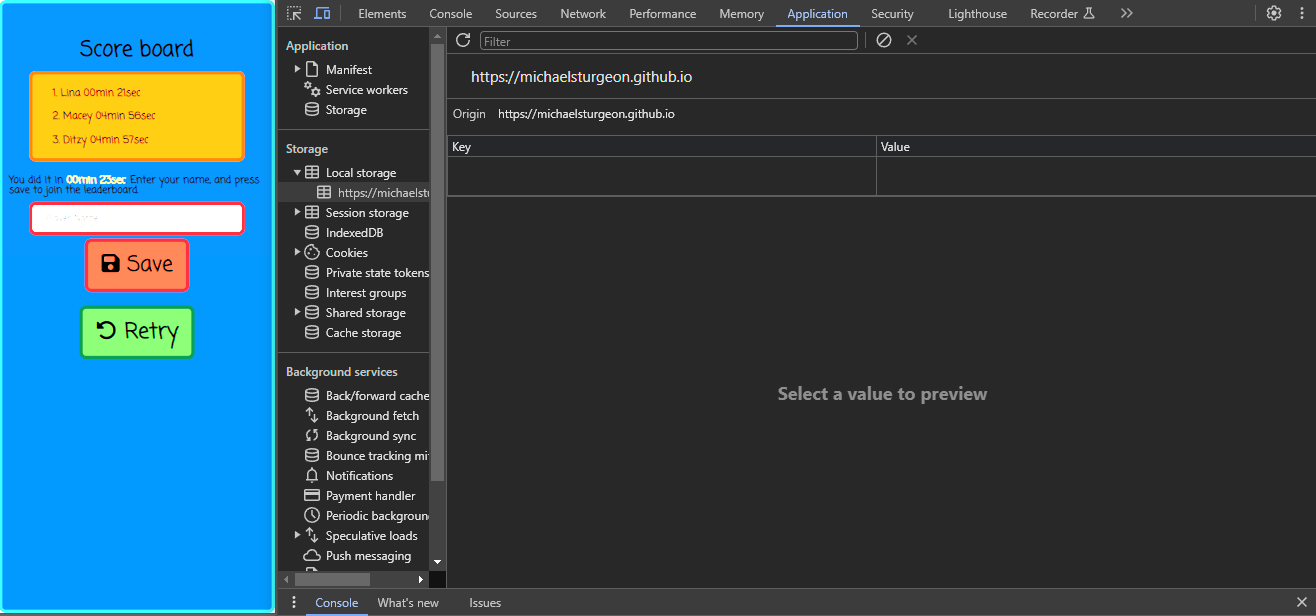 Score board
1. Lina 00min 21sec
2. Macey 04min 56sec
3. Ditzy 04min 57sec
You did it in 00min 23sec. Enter your name, and press
save to join the leaderboard.
Save
Retry
Elements Console Sources Network Performance Memory Application Security Lighthouse Recorder
Filter
Application
Manifest
Service workers
Storage
Storage
Local storage
https://michaelstu
Session storage
IndexedDB
Cookies
Private state tokens
Interest groups
Shared storage
Cache storage
Background services
Back/forward cache
Background fetch
Background sync
Bounce tracking mi
Notifications
Payment handler
Periodic backgroun
Speculative loads
Push messaging
https://michaelsturgeon.github.io
Origin https://michaelsturgeon.github.io
Key Value
Select a value to preview
Console What's new Issues